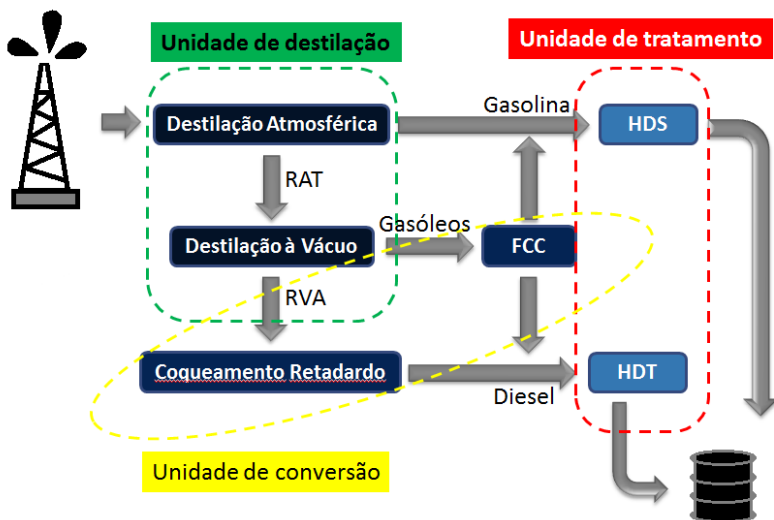 Unidade de destilação
Unidade de tratamento
Gasolina
Destilação Atmosférica
HDS
RAT
Gasóleos
Destilação à Vácuo
FCC
RVA
Coqueamento Retadardo
HDT
Diesel
Unidade de conversão